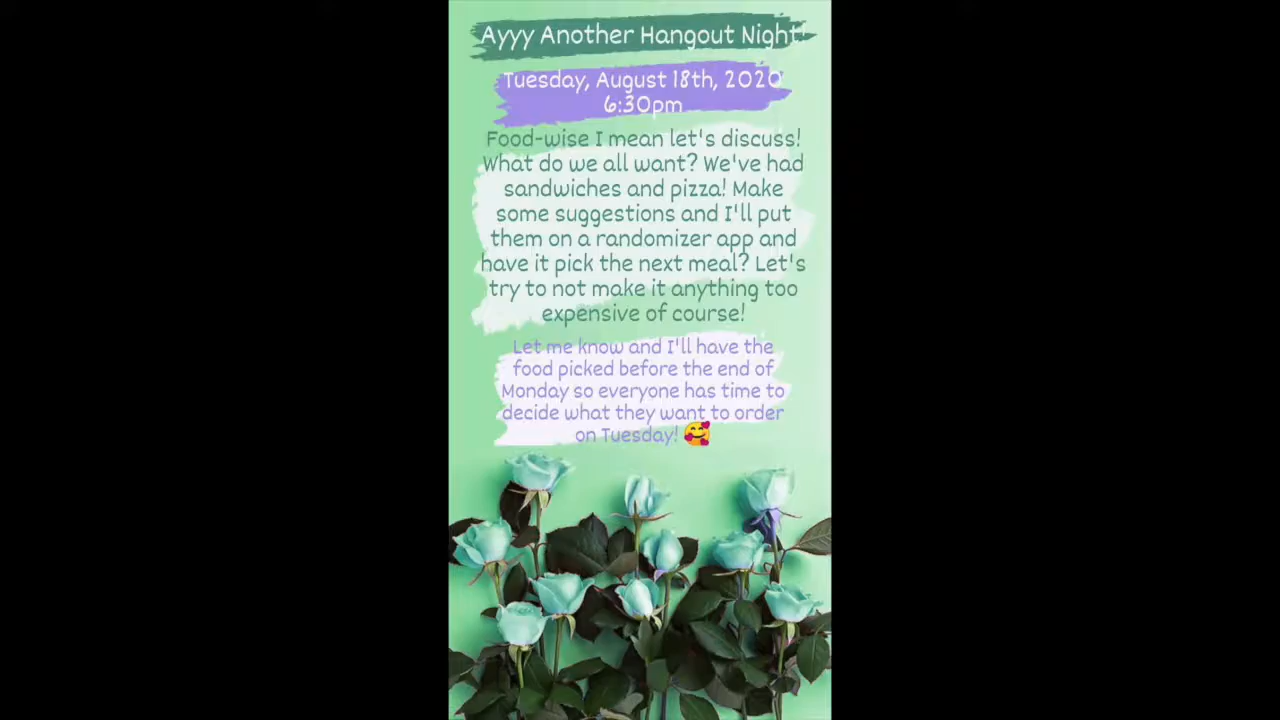 Ayyy Another Hangout Night!
Tuesday, August 18th, 2020
6:30pm
Food-wise I mean let's discuss!
What do we all want? We've had
sandwiches and pizza! Make
some suggestions and I'll put
them on a randomizer app and
have it pick the next meal? Let's
try to not make it anything too
expensive of course!
Let me know and I'll have the
food picked before the end of
Monday so everyone has time to
decide what they want to order
on Tuesday! 🥰